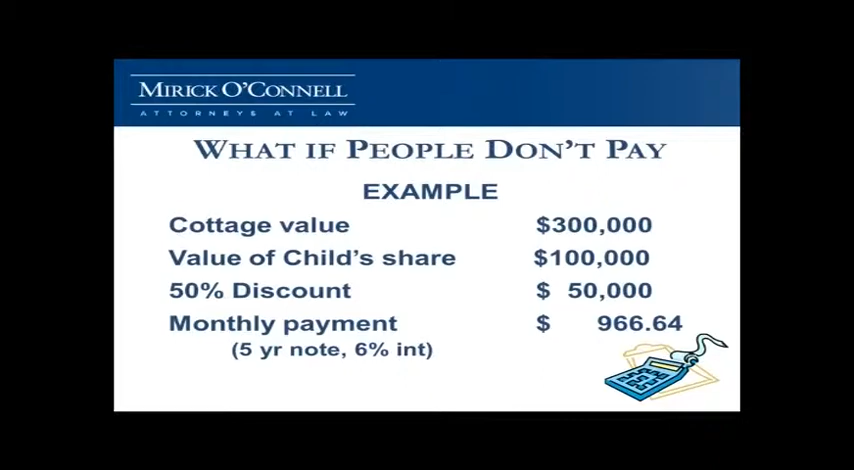 MIRICK O'CONNELL
ATTORNEYS AT LAW
WHAT IF PEOPLE DON'T PAY
EXAMPLE
Cottage value $300,000
Value of Child's share $100,000
50% Discount $ 50,000
Monthly payment $ 966.64
(5 yr note, 6% int)